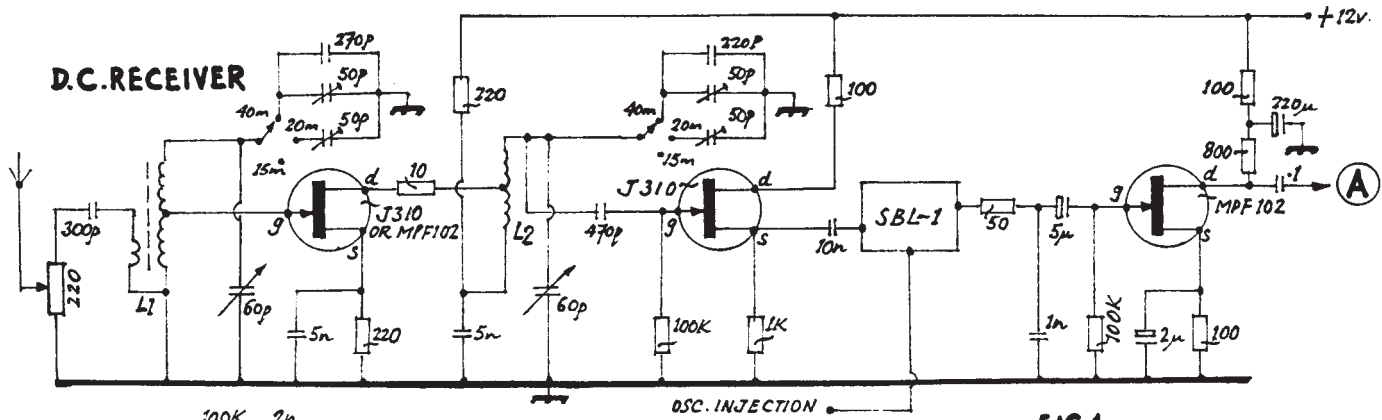 D.C. RECEIVER
+12v.
270p
50p
50p
40m
20m
15m
300p
220
L1
60p
g
d
s
J310
OR MPF102
5n
220
10
220
5n
L2
60p
220p
50p
50p
40m
20m
15m
470p
J310
g
d
s
100K
1K
100
10n
SBL-1
OSC. INJECTION
50
1n
5µ
100K
g
d
s
MPF102
2µ
100
100
800
220µ
.1
A
100K 2n